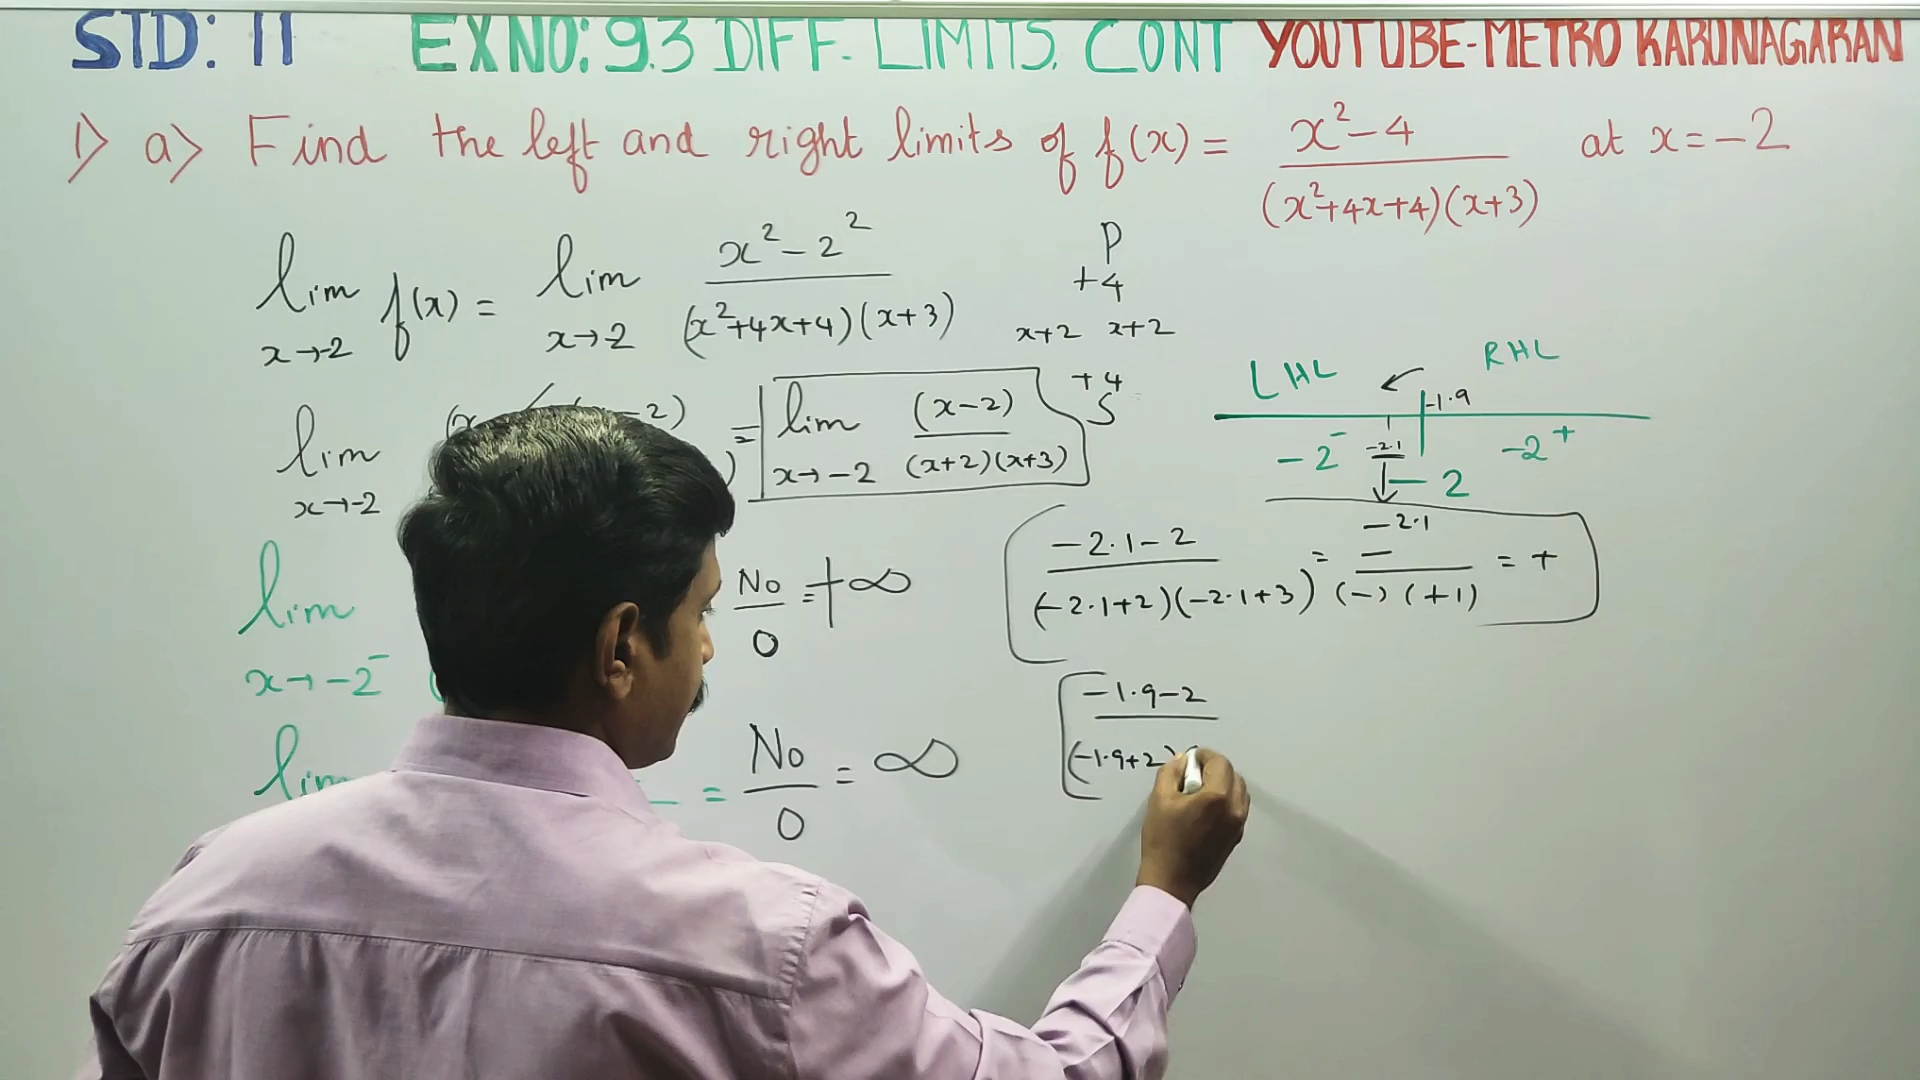 STD: 11 EX NO: 9.3 DIFF. LIMITS. CONT YOUTUBE-METRO KARUNAGARAN
1) a) Find the left and right limits of f(x) = x²-4 / (x²+4x+4)(x+3) at x=-2
lim x→-2 f(x) = lim x→-2 x²-2² / (x²+4x+4)(x+3)
P
+4
x+2 x+2
+4
S
lim x→-2
-2)
= lim x→-2 (x-2) / (x+2)(x+3)
LHL RHL
-1.9
-2⁻ -2.1 -2 -2⁺
-2.1
lim x→-2⁻
No / 0 = +∞
-2.1-2 / (-2.1+2)(-2.1+3) = - / (-)(+1) = +
lim
= No / 0 = ∞
-1.9-2 / (-1.9+2)(